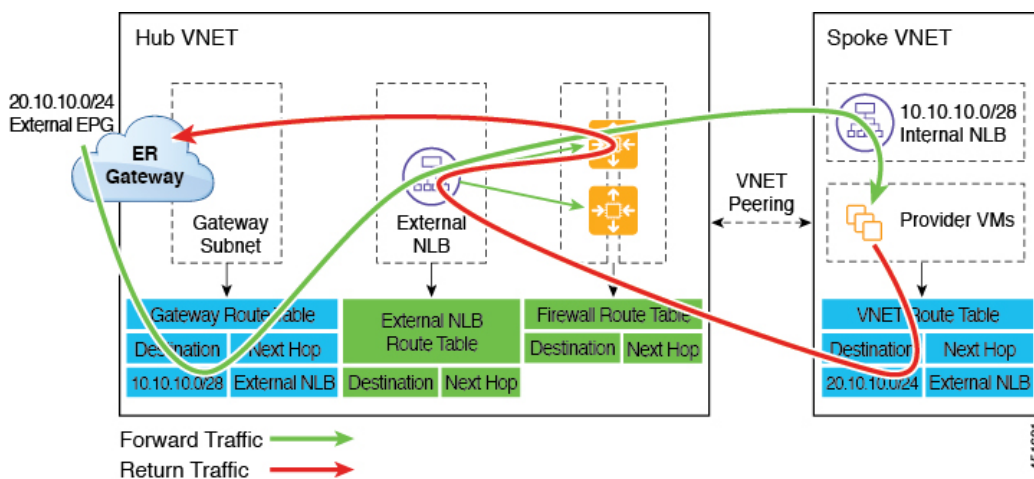 Hub VNET
Spoke VNET
20.10.10.0/24
External EPG
ER
Gateway
Gateway
Subnet
External
NLB
VNET
Peering
10.10.10.0/28
Internal NLB
Provider VMs
Gateway Route Table
Destination
Next Hop
10.10.10.0/28
External NLB
External NLB
Route Table
Destination
Next Hop
Firewall Route Table
Destination
Next Hop
VNET Route Table
Destination
Next Hop
20.10.10.0/24
External NLB
Forward Traffic
Return Traffic